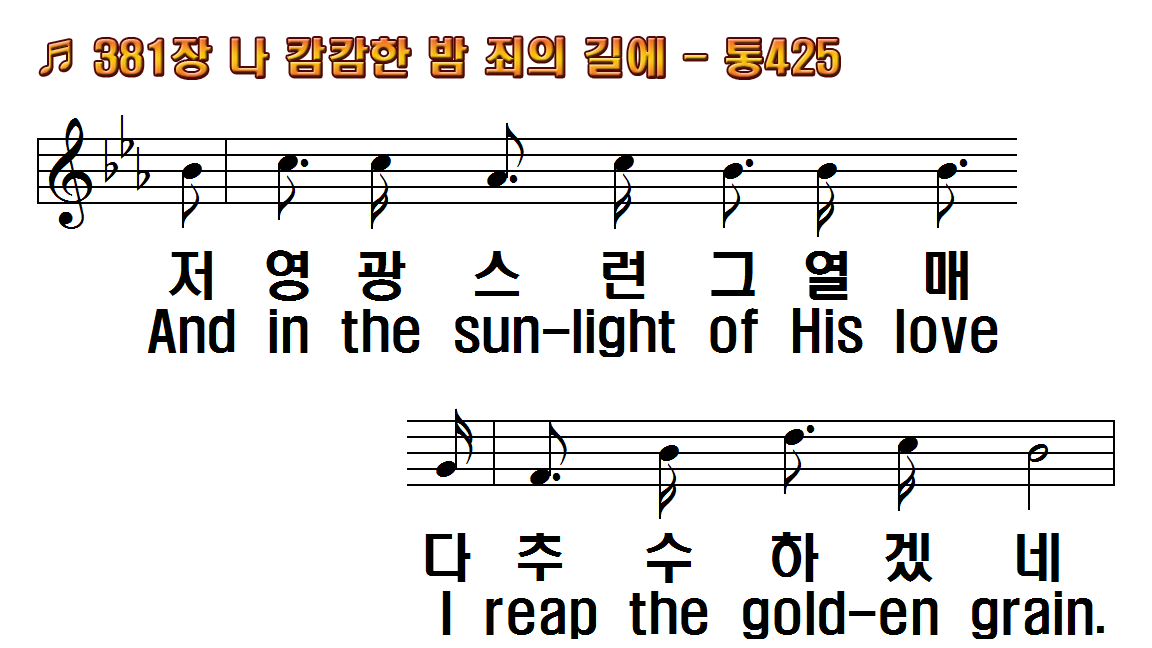 ♬ 381장 나 캄캄한 밤 죄의 길에 - 통425
저 영 광 스 런 그 열 매
And in the sun-light of His love
다 추 수 하 겠 네
I reap the gold-en grain.